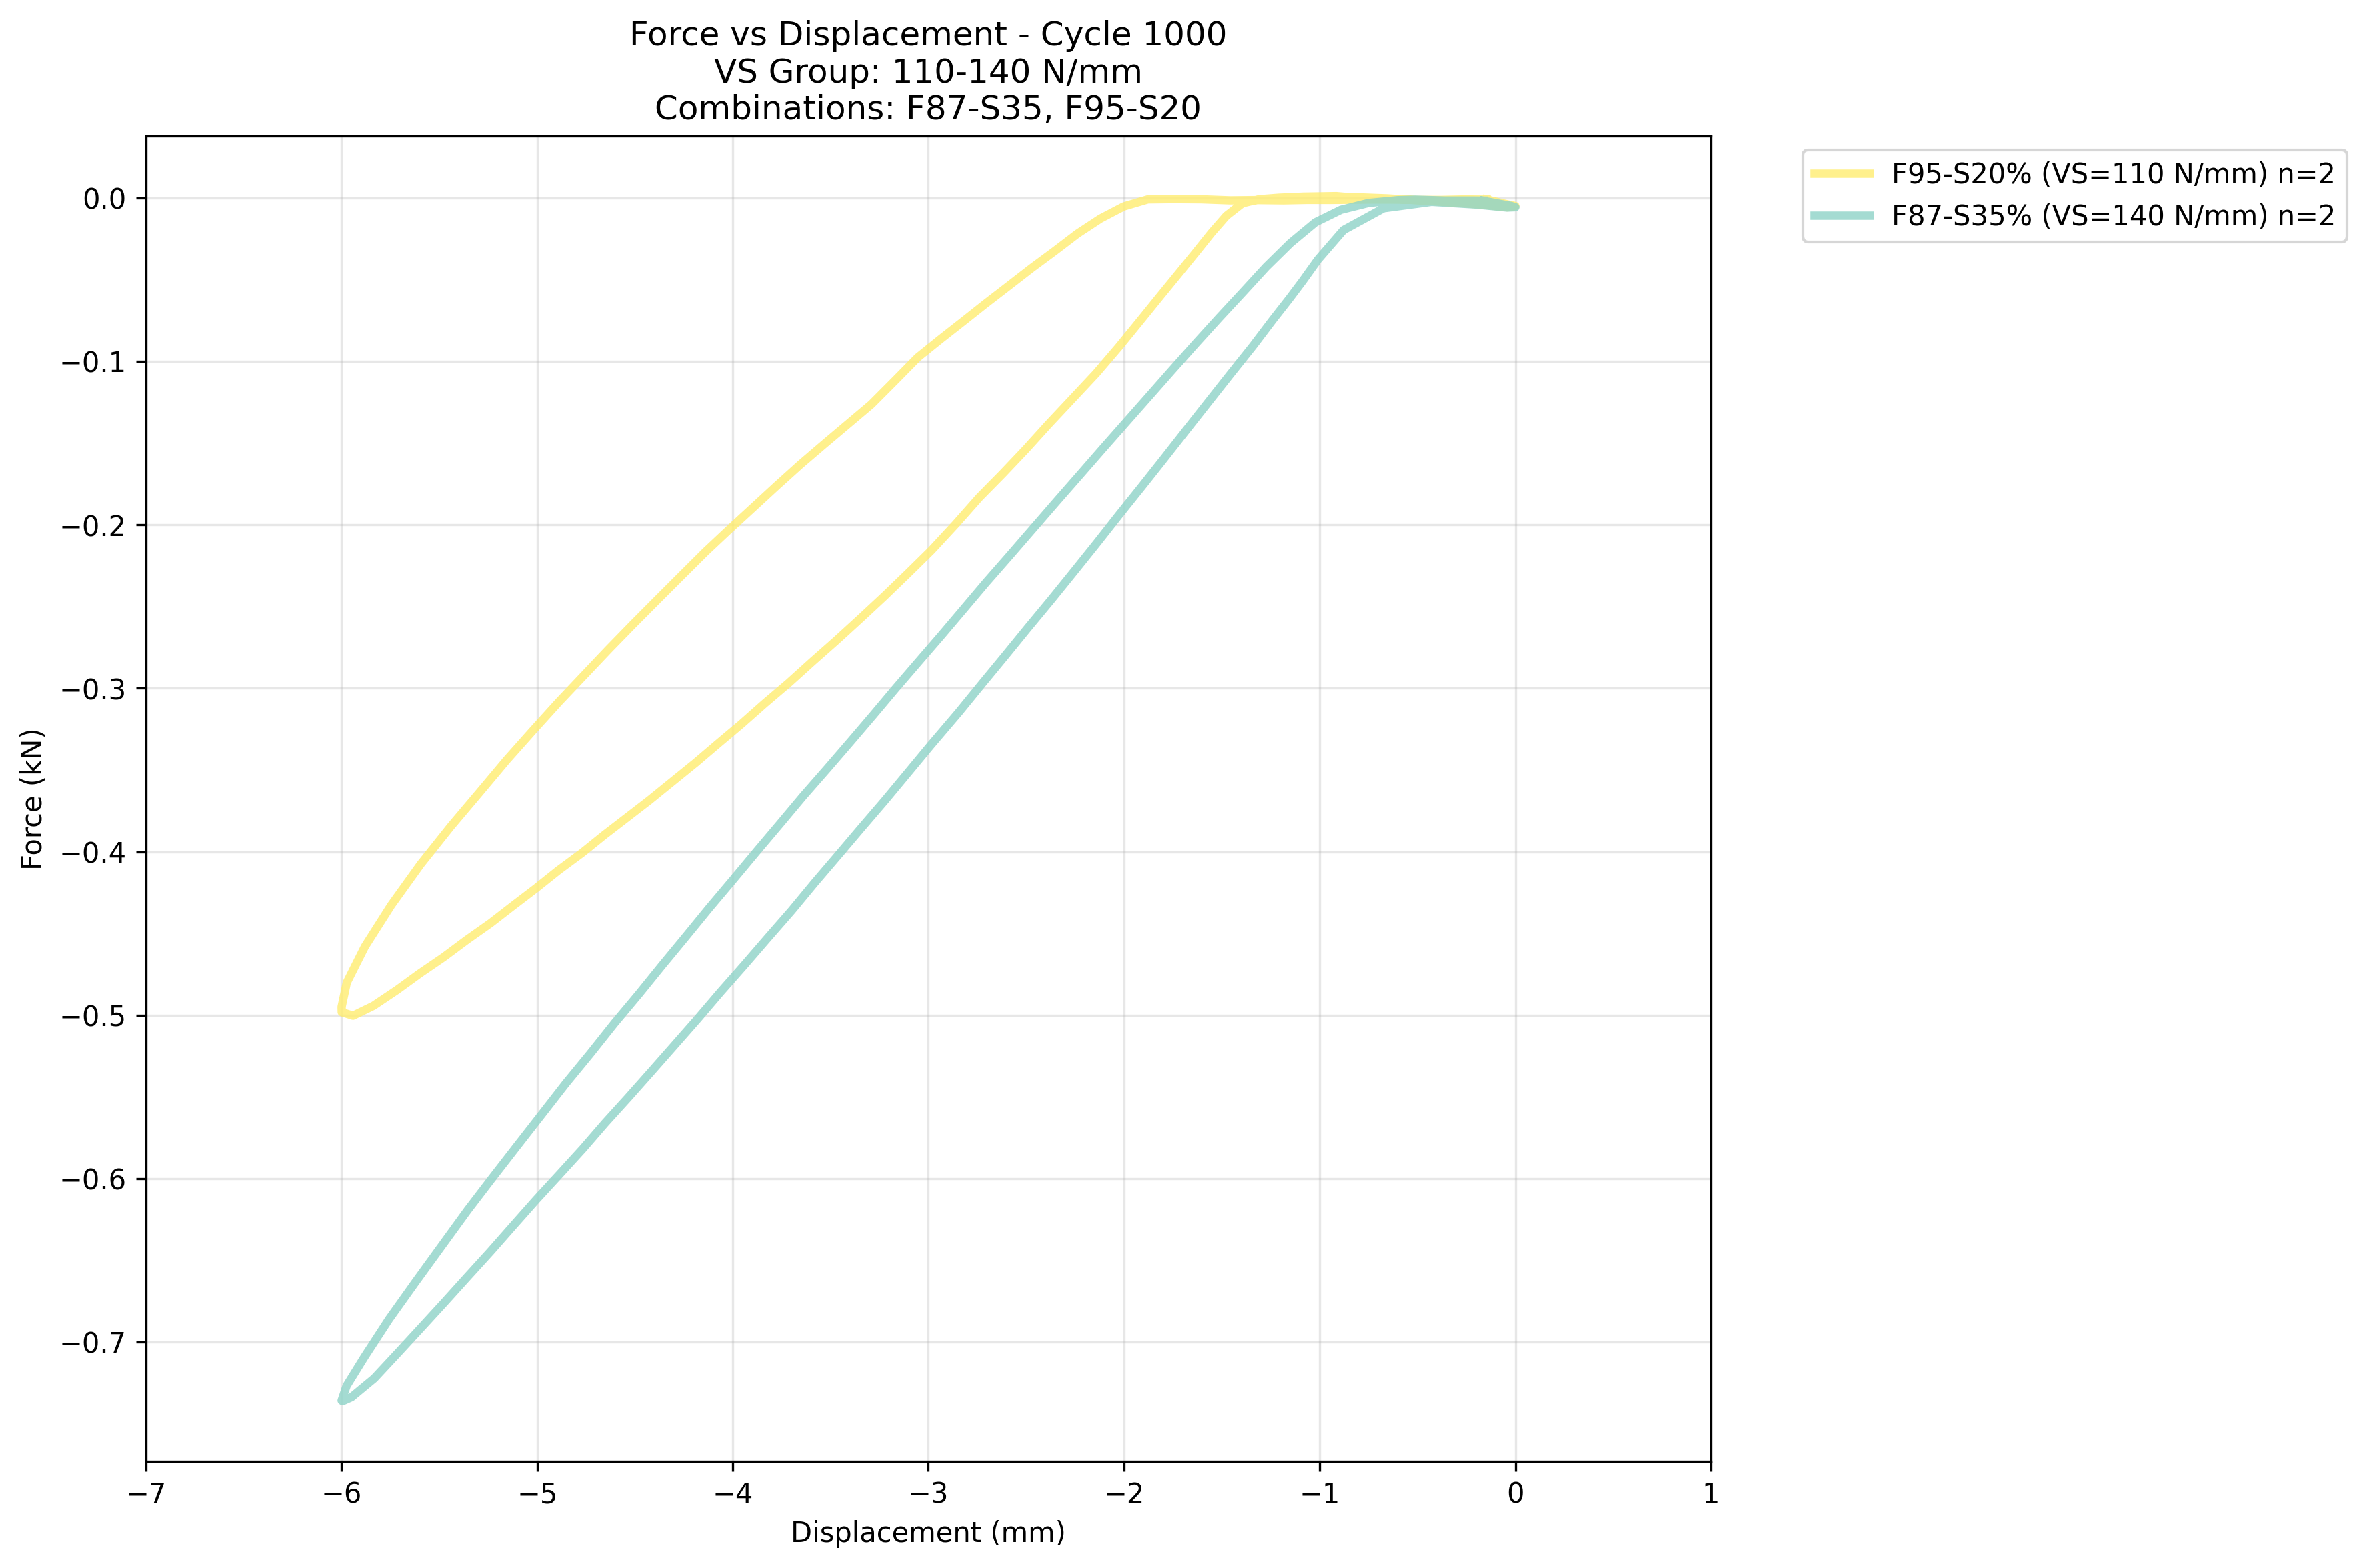 Force vs Displacement - Cycle 1000
VS Group: 110-140 N/mm
Combinations: F87-S35, F95-S20
F95-S20% (VS=110 N/mm) n=2
F87-S35% (VS=140 N/mm) n=2
0.0
−0.1
−0.2
−0.3
−0.4
−0.5
−0.6
−0.7
Force (kN)
−7 −6 −5 −4 −3 −2 −1 0 1
Displacement (mm)